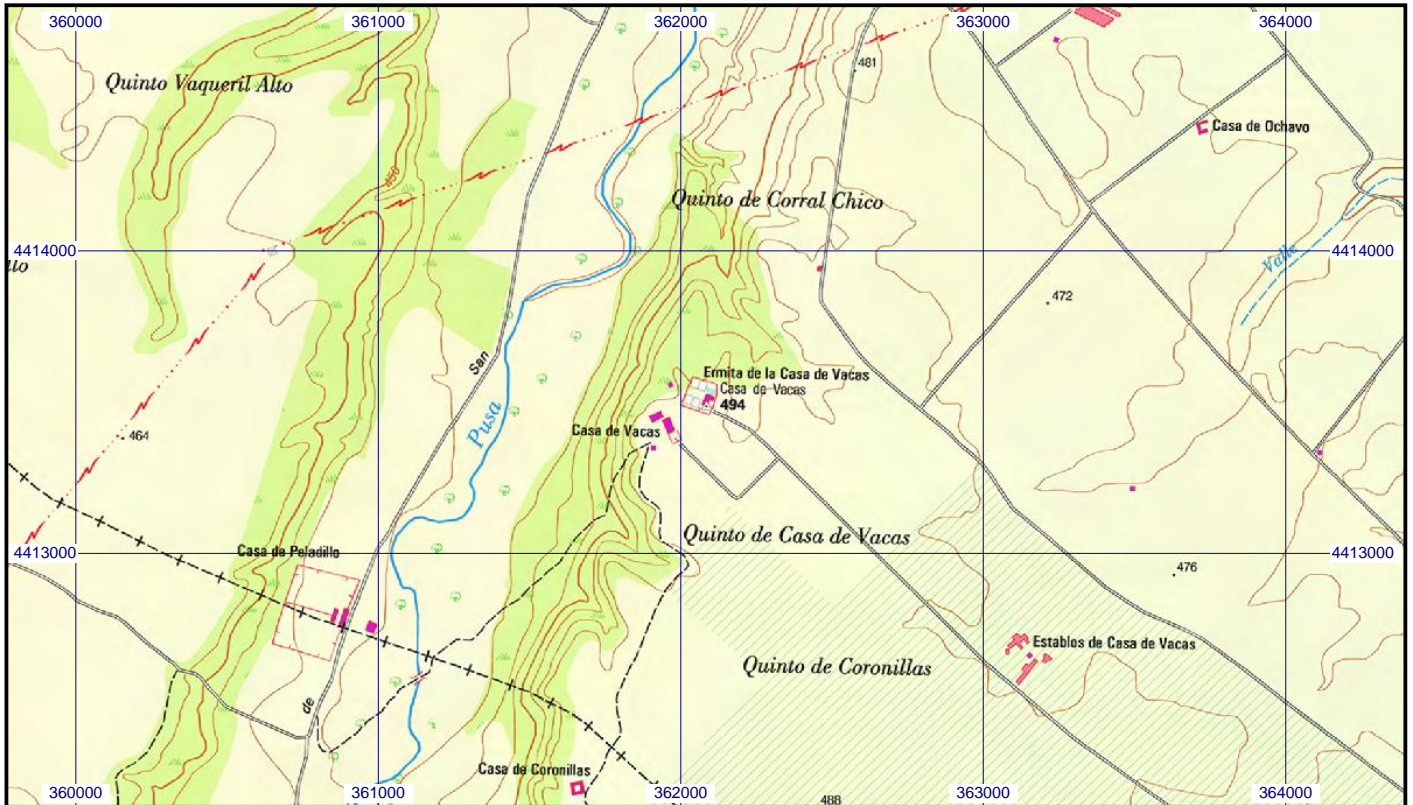 360000
361000
362000
363000
364000
481
Quinto Vaqueril Alto
Casa de Ochavo
450
Quinto de Corral Chico
4414000
4414000
Valle
llo
472
San
Ermita de la Casa de Vacas
Casa de Vacas
494
Pusa
Casa de Vacas
464
Quinto de Casa de Vacas
4413000
4413000
Casa de Peladillo
476
Establos de Casa de Vacas
Quinto de Coronillas
de
Casa de Coronillas
360000
361000
362000
363000
364000
488